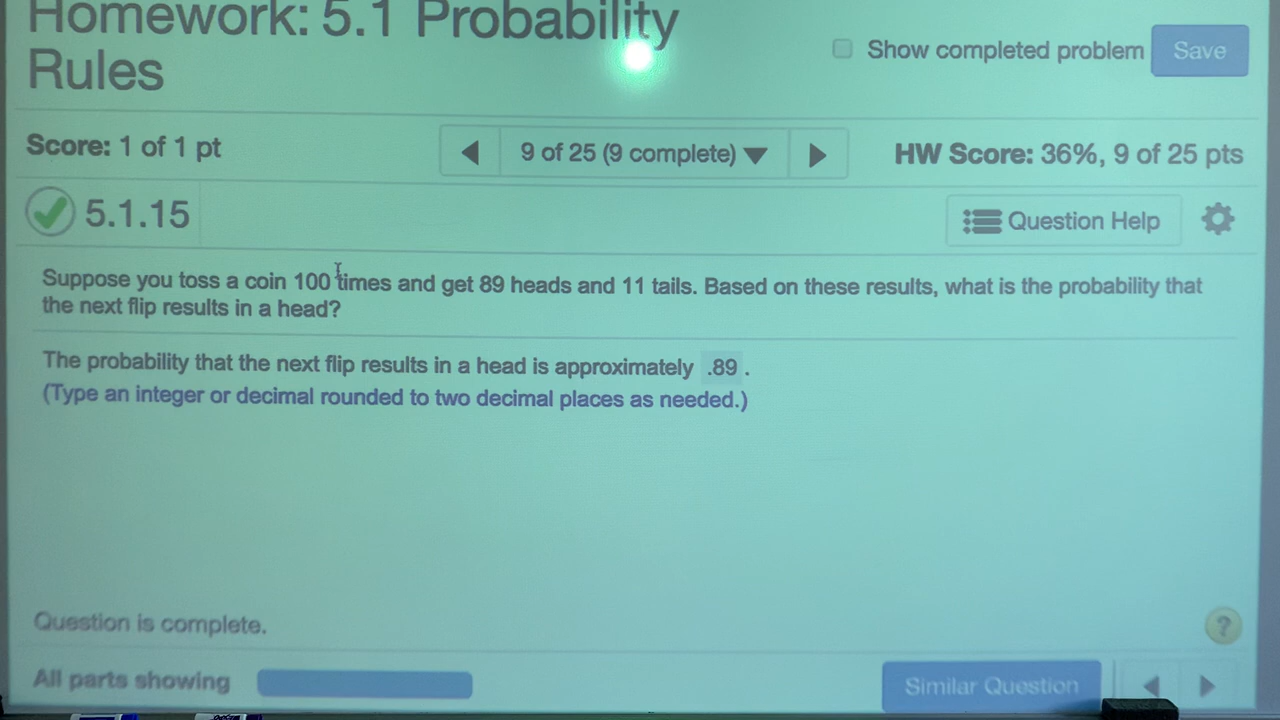 Homework: 5.1 Probability
Rules
Show completed problem
Save
Score: 1 of 1 pt
9 of 25 (9 complete)
HW Score: 36%, 9 of 25 pts
5.1.15
Question Help
Suppose you toss a coin 100 times and get 89 heads and 11 tails. Based on these results, what is the probability that
the next flip results in a head?
The probability that the next flip results in a head is approximately .89 .
(Type an integer or decimal rounded to two decimal places as needed.)
Question is complete.
?
All parts showing
Similar Question